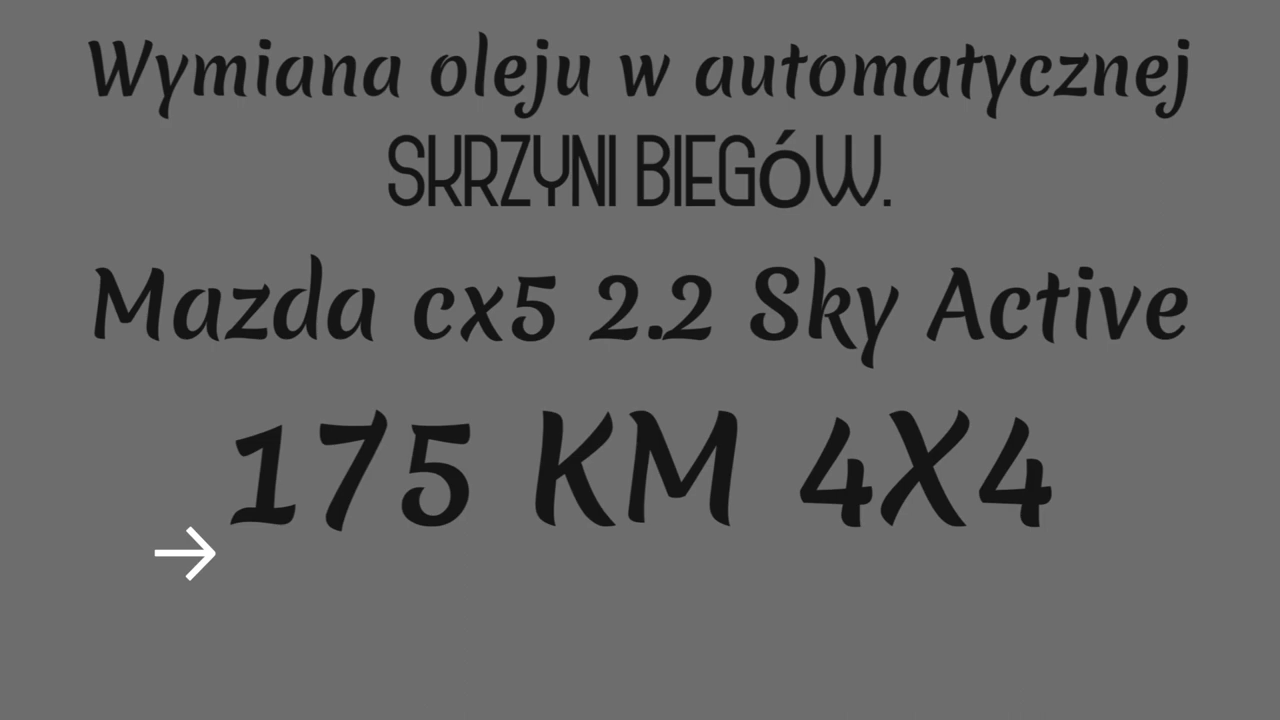 Wymiana oleju w automatycznej
SKRZYNI BIEGÓW.
Mazda cx5 2.2 Sky Active
175 KM 4X4